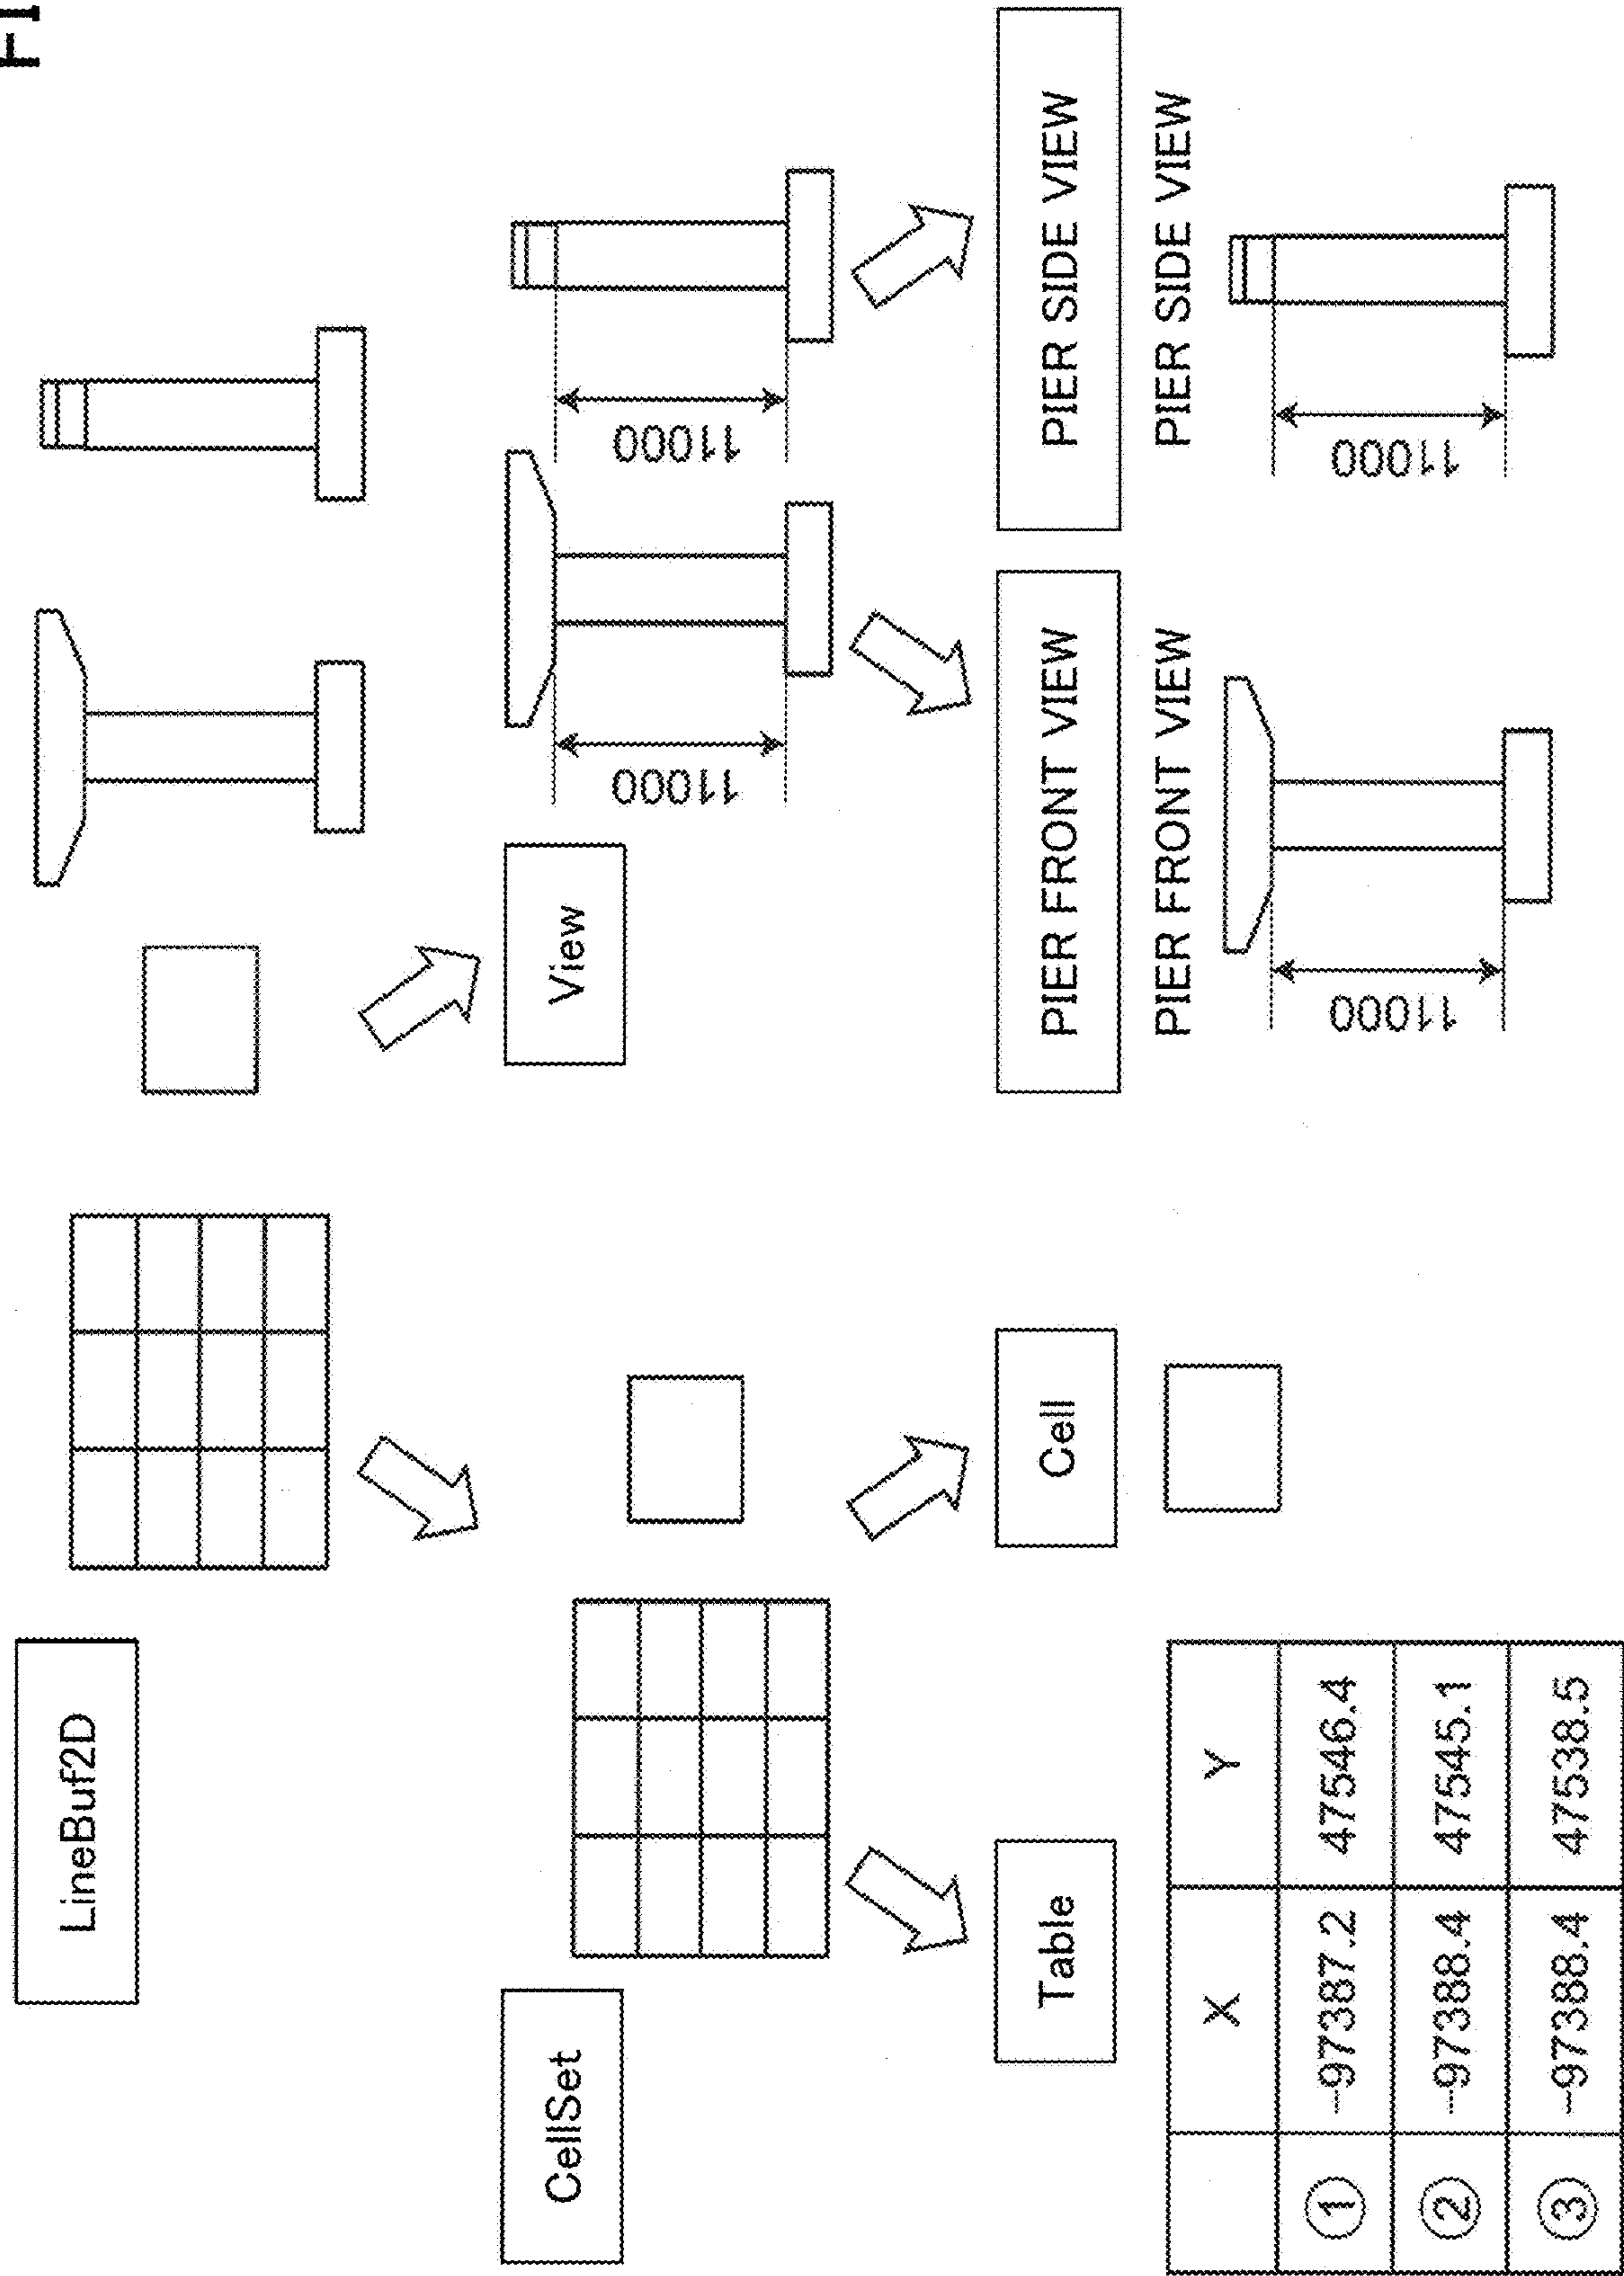 LineBuf2D
CellSet
View
11000
11000
Table
Cell
PIER FRONT VIEW
PIER SIDE VIEW
PIER FRONT VIEW
PIER SIDE VIEW
11000
11000
X Y
① -97387.2 47546.4
② -97388.4 47545.1
③ -97388.4 47538.5